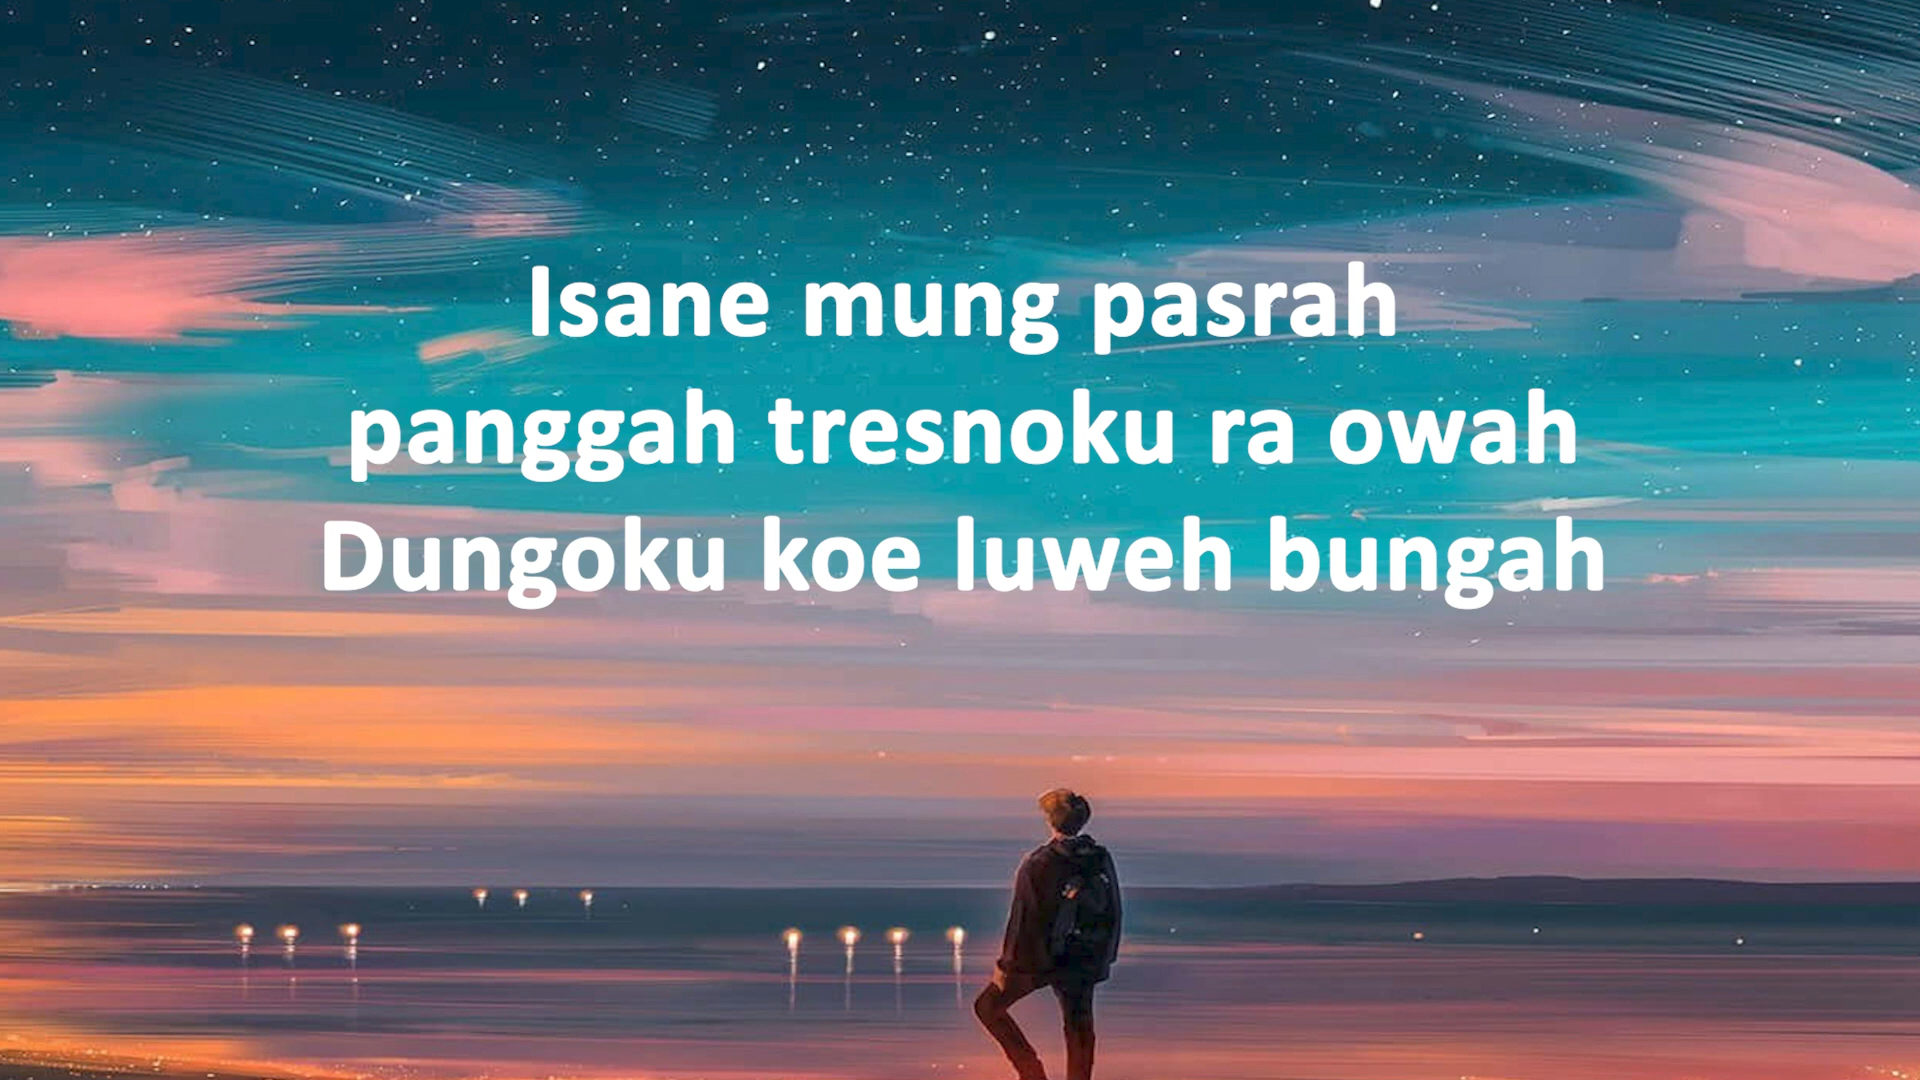 Isane mung pasrah
panggah tresnoku ra owah
Dungoku koe luweh bungah